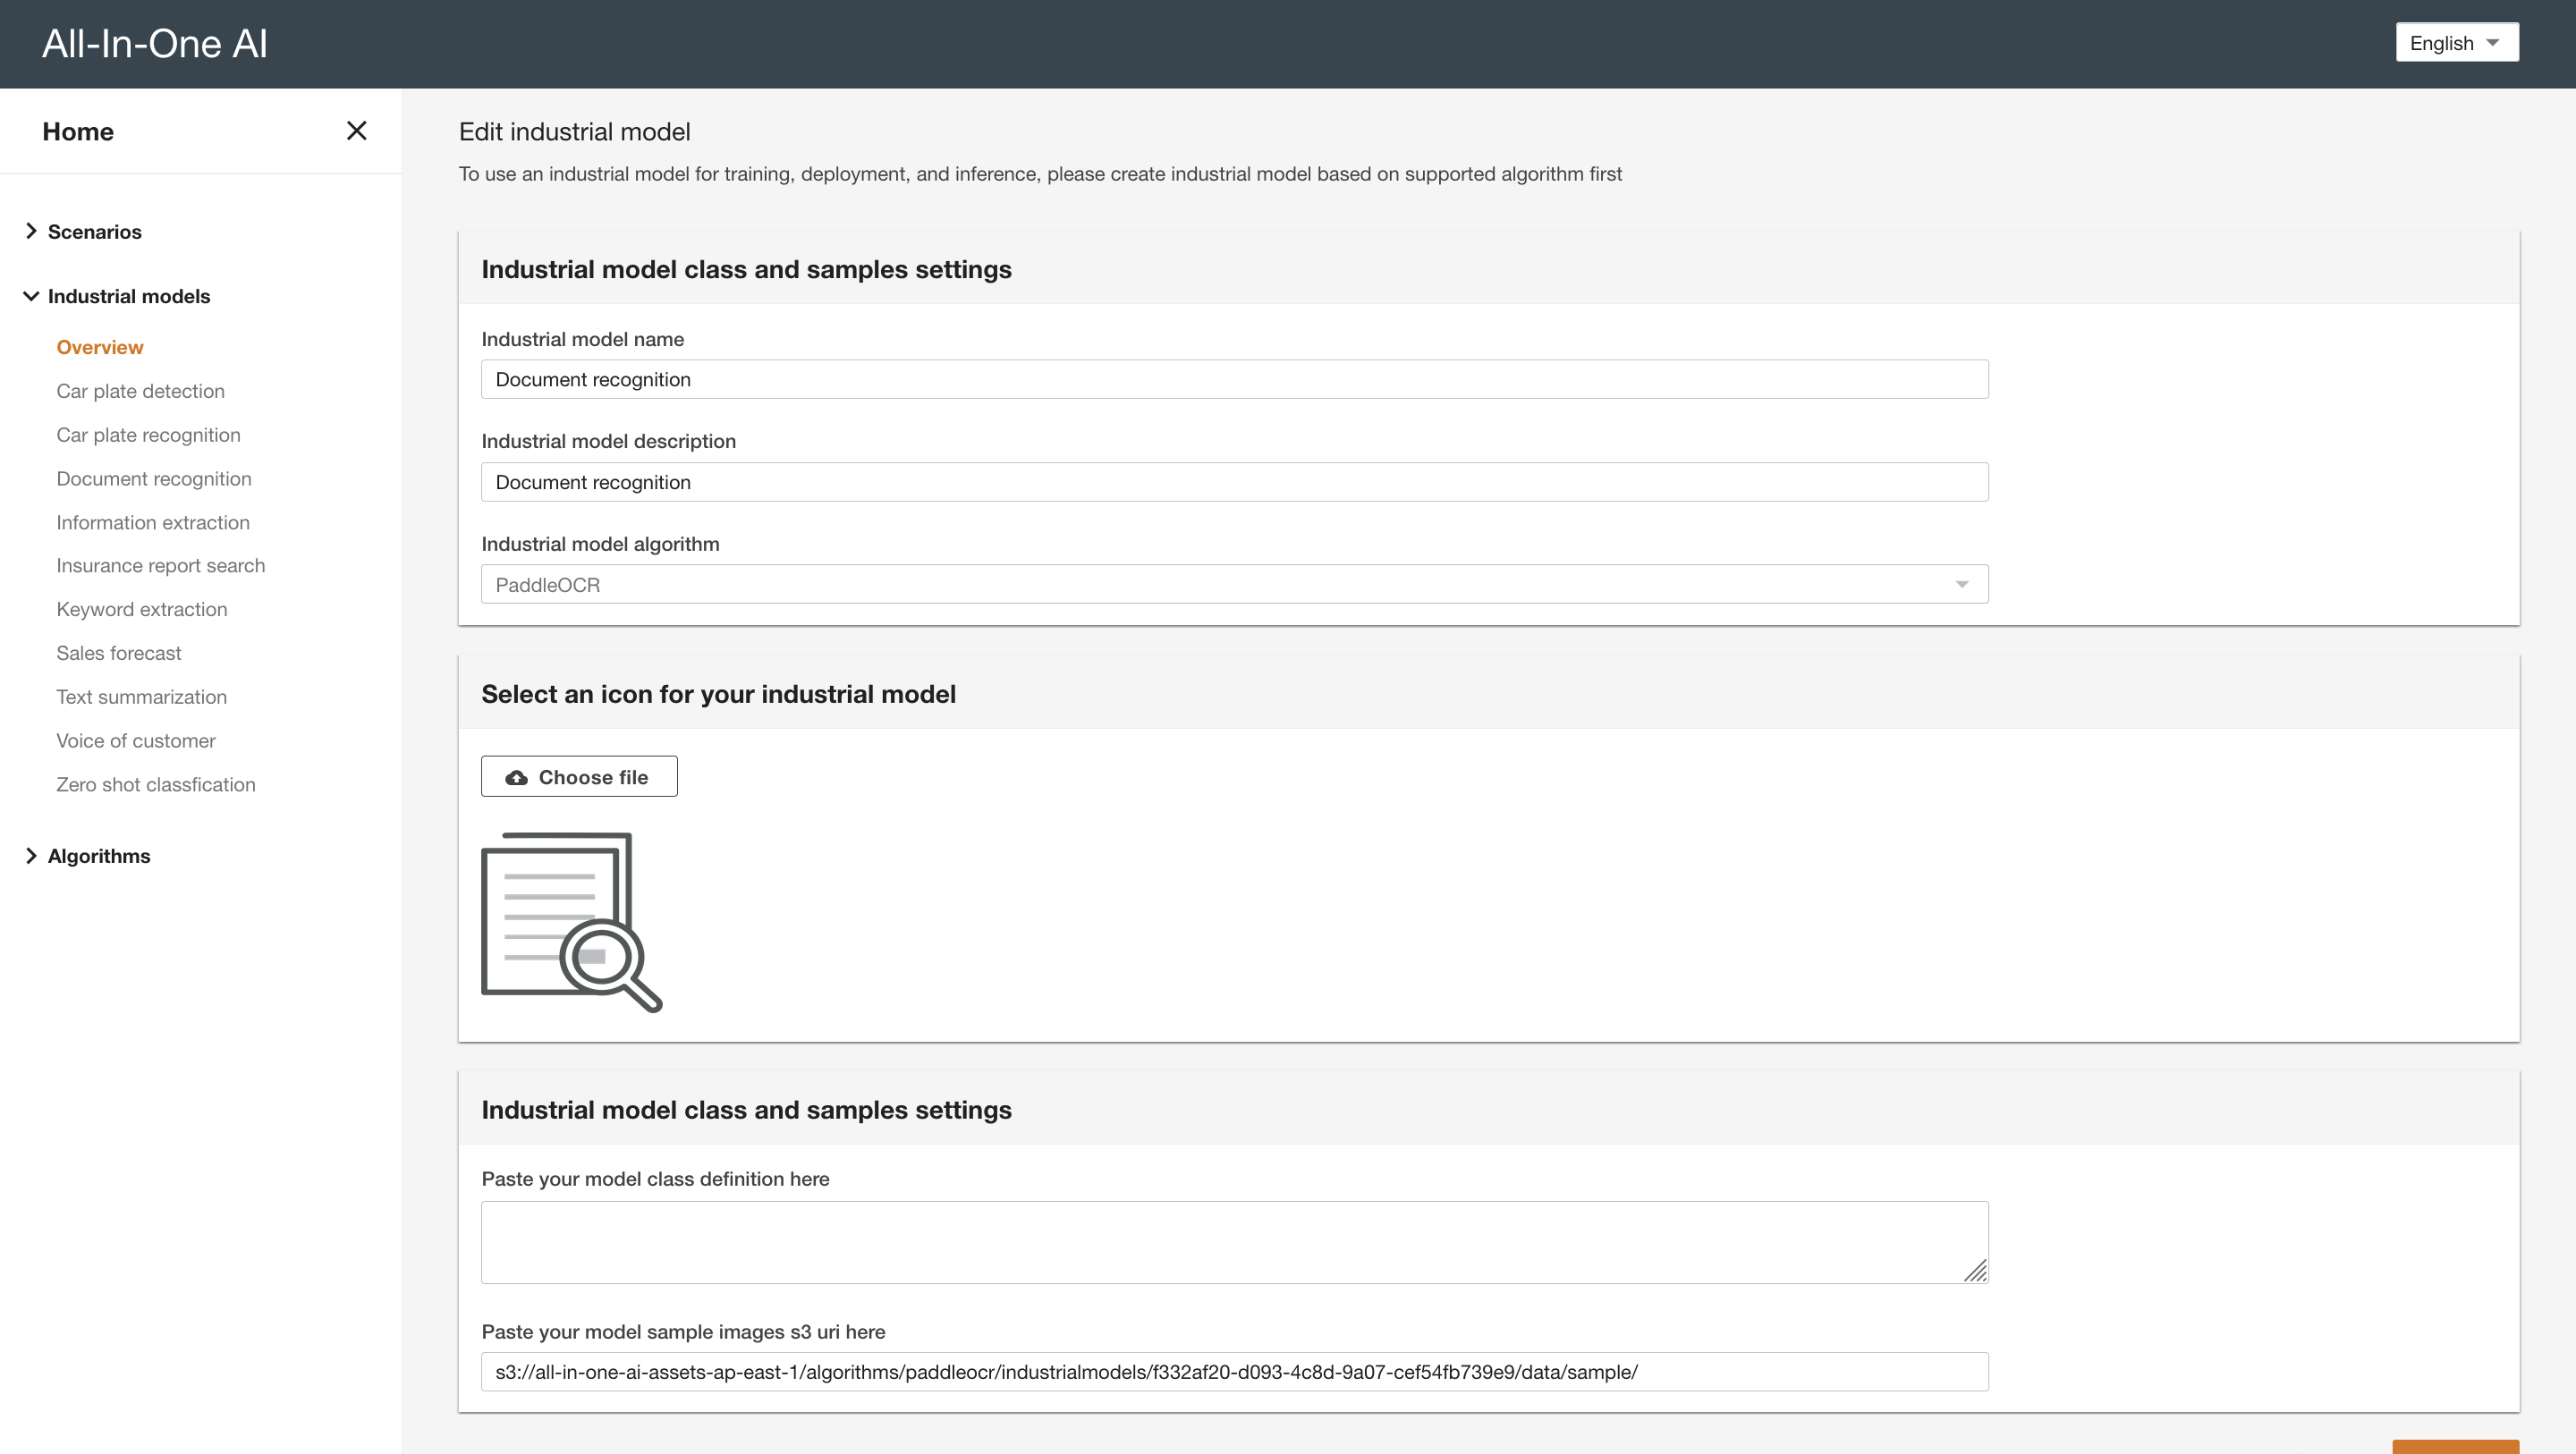 All-In-One AI
English
Home
Scenarios
Industrial models
Overview
Car plate detection
Car plate recognition
Document recognition
Information extraction
Insurance report search
Keyword extraction
Sales forecast
Text summarization
Voice of customer
Zero shot classfication
Algorithms
Edit industrial model
To use an industrial model for training, deployment, and inference, please create industrial model based on supported algorithm first
Industrial model class and samples settings
Industrial model name
Document recognition
Industrial model description
Document recognition
Industrial model algorithm
PaddleOCR
Select an icon for your industrial model
Choose file
Industrial model class and samples settings
Paste your model class definition here
Paste your model sample images s3 uri here
s3://all-in-one-ai-assets-ap-east-1/algorithms/paddleocr/industrialmodels/f332af20-d093-4c8d-9a07-cef54fb739e9/data/sample/